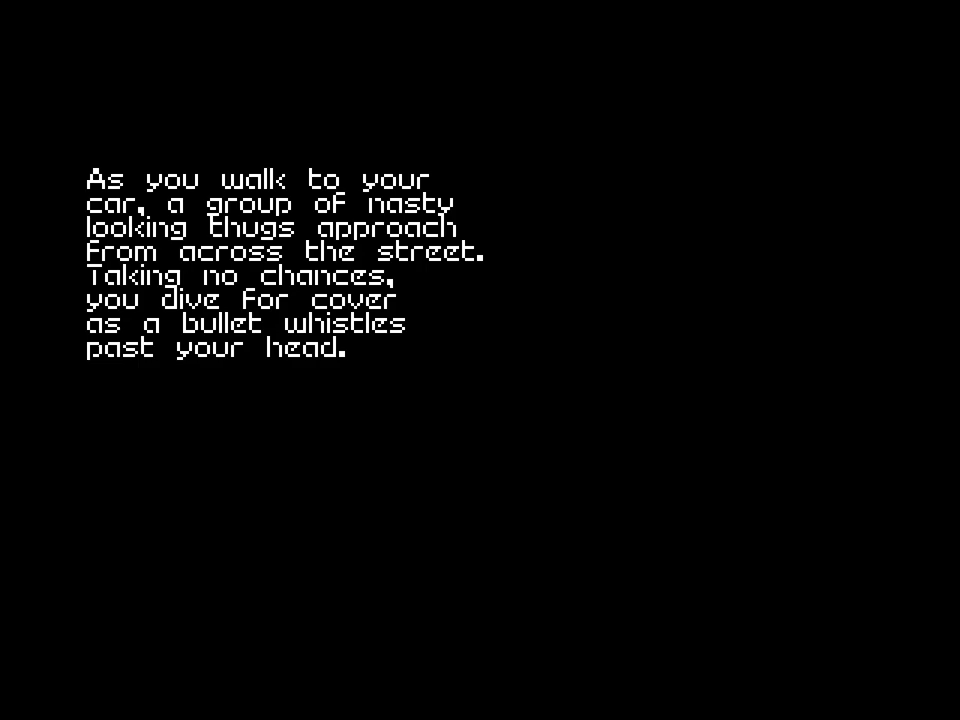 As you walk to your
car, a group of nasty
looking thugs approach
from across the street.
Taking no chances,
you dive for cover
as a bullet whistles
past your head.